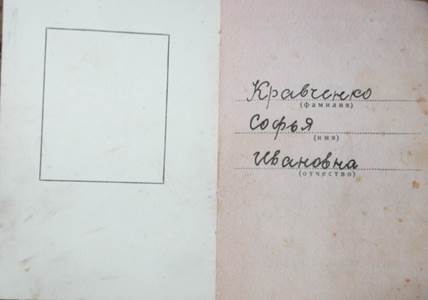 Кравченко
(фамилия)
Софья
(имя)
Ивановна
(отчество)